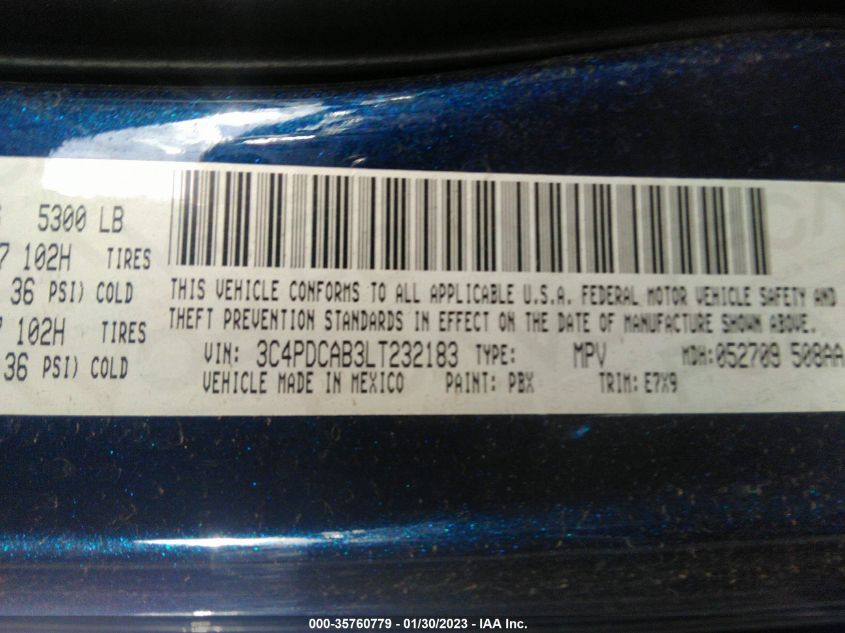 5300 LB
102H TIRES
36 PSI) COLD
102H TIRES
36 PSI) COLD
THIS VEHICLE CONFORMS TO ALL APPLICABLE U.S.A. FEDERAL MOTOR VEHICLE SAFETY AND
THEFT PREVENTION STANDARDS IN EFFECT ON THE DATE OF MANUFACTURE SHOWN ABOVE.
VIN: 3C4PDCAB3LT232183 TYPE: MPV MDH: 052709 508AA
VEHICLE MADE IN MEXICO PAINT: PBX TRIM: E7X9
000-35760779 - 01/30/2023 - IAA Inc.